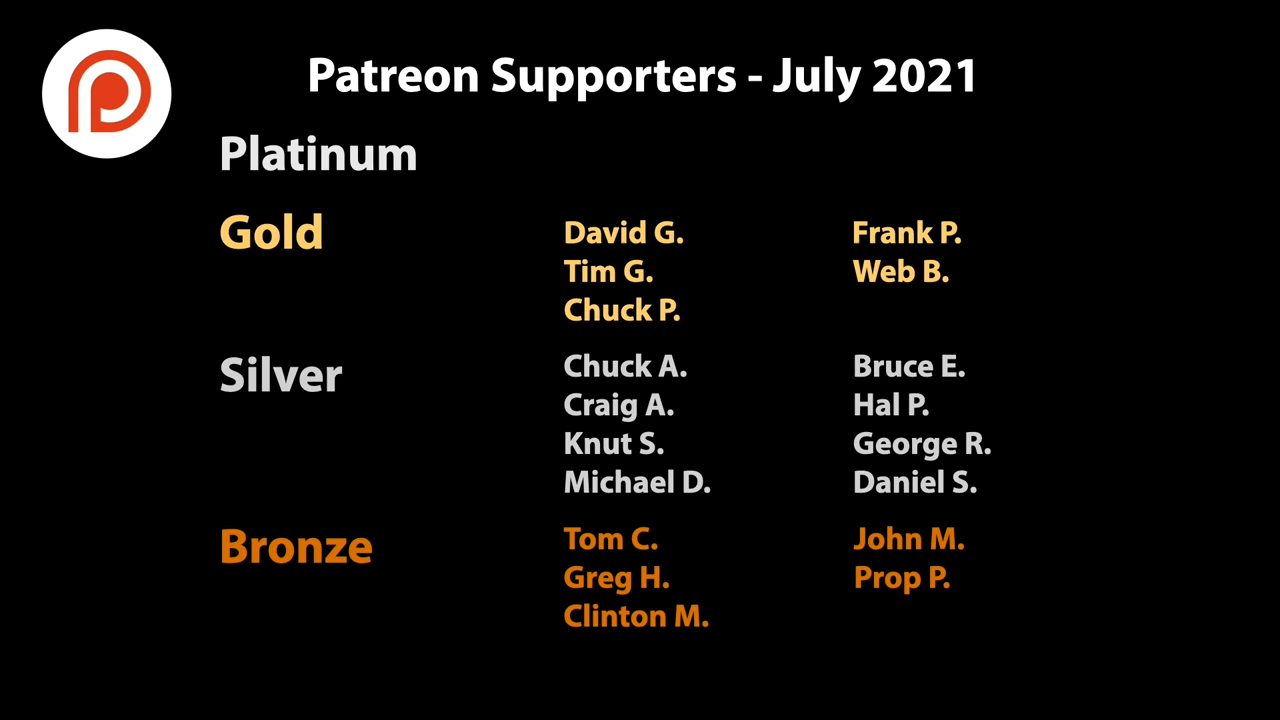 Patreon Supporters - July 2021
Platinum
Gold
David G.
Frank P.
Tim G.
Web B.
Chuck P.
Silver
Chuck A.
Bruce E.
Craig A.
Hal P.
Knut S.
George R.
Michael D.
Daniel S.
Bronze
Tom C.
John M.
Greg H.
Prop P.
Clinton M.